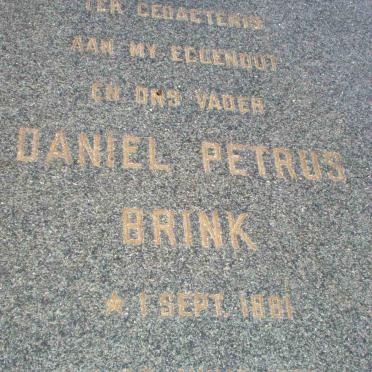 TER GEDAGTENIS
AAN MY EGGENOOT
EN ONS VADER
DANIEL PETRUS
BRINK
* 1 SEPT. 1881